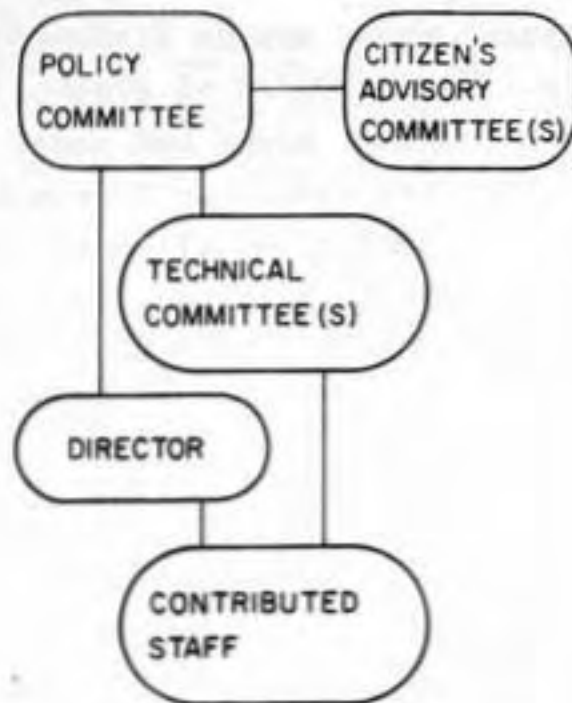 POLICY
COMMITTEE
CITIZEN'S
ADVISORY
COMMITTEE(S)
TECHNICAL
COMMITTEE(S)
DIRECTOR
CONTRIBUTED
STAFF